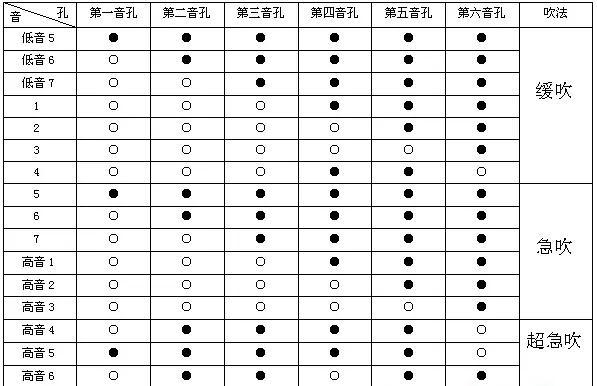 音 孔 第一音孔 第二音孔 第三音孔 第四音孔 第五音孔 第六音孔 吹法
低音5 ● ● ● ● ● ●
低音6 ○ ● ● ● ● ●
低音7 ○ ○ ● ● ● ●
1 ○ ○ ○ ● ● ●
2 ○ ○ ○ ○ ● ●
3 ○ ○ ○ ○ ○ ●
4 ○ ○ ○ ● ● ○
缓吹
5 ● ● ● ● ● ●
6 ○ ● ● ● ● ●
7 ○ ○ ● ● ● ●
高音1 ○ ○ ○ ● ● ●
高音2 ○ ○ ○ ○ ● ●
高音3 ○ ○ ○ ○ ○ ●
急吹
高音4 ○ ● ● ● ● ○
高音5 ● ● ● ● ● ○
高音6 ○ ● ● ○ ● ●
超急吹